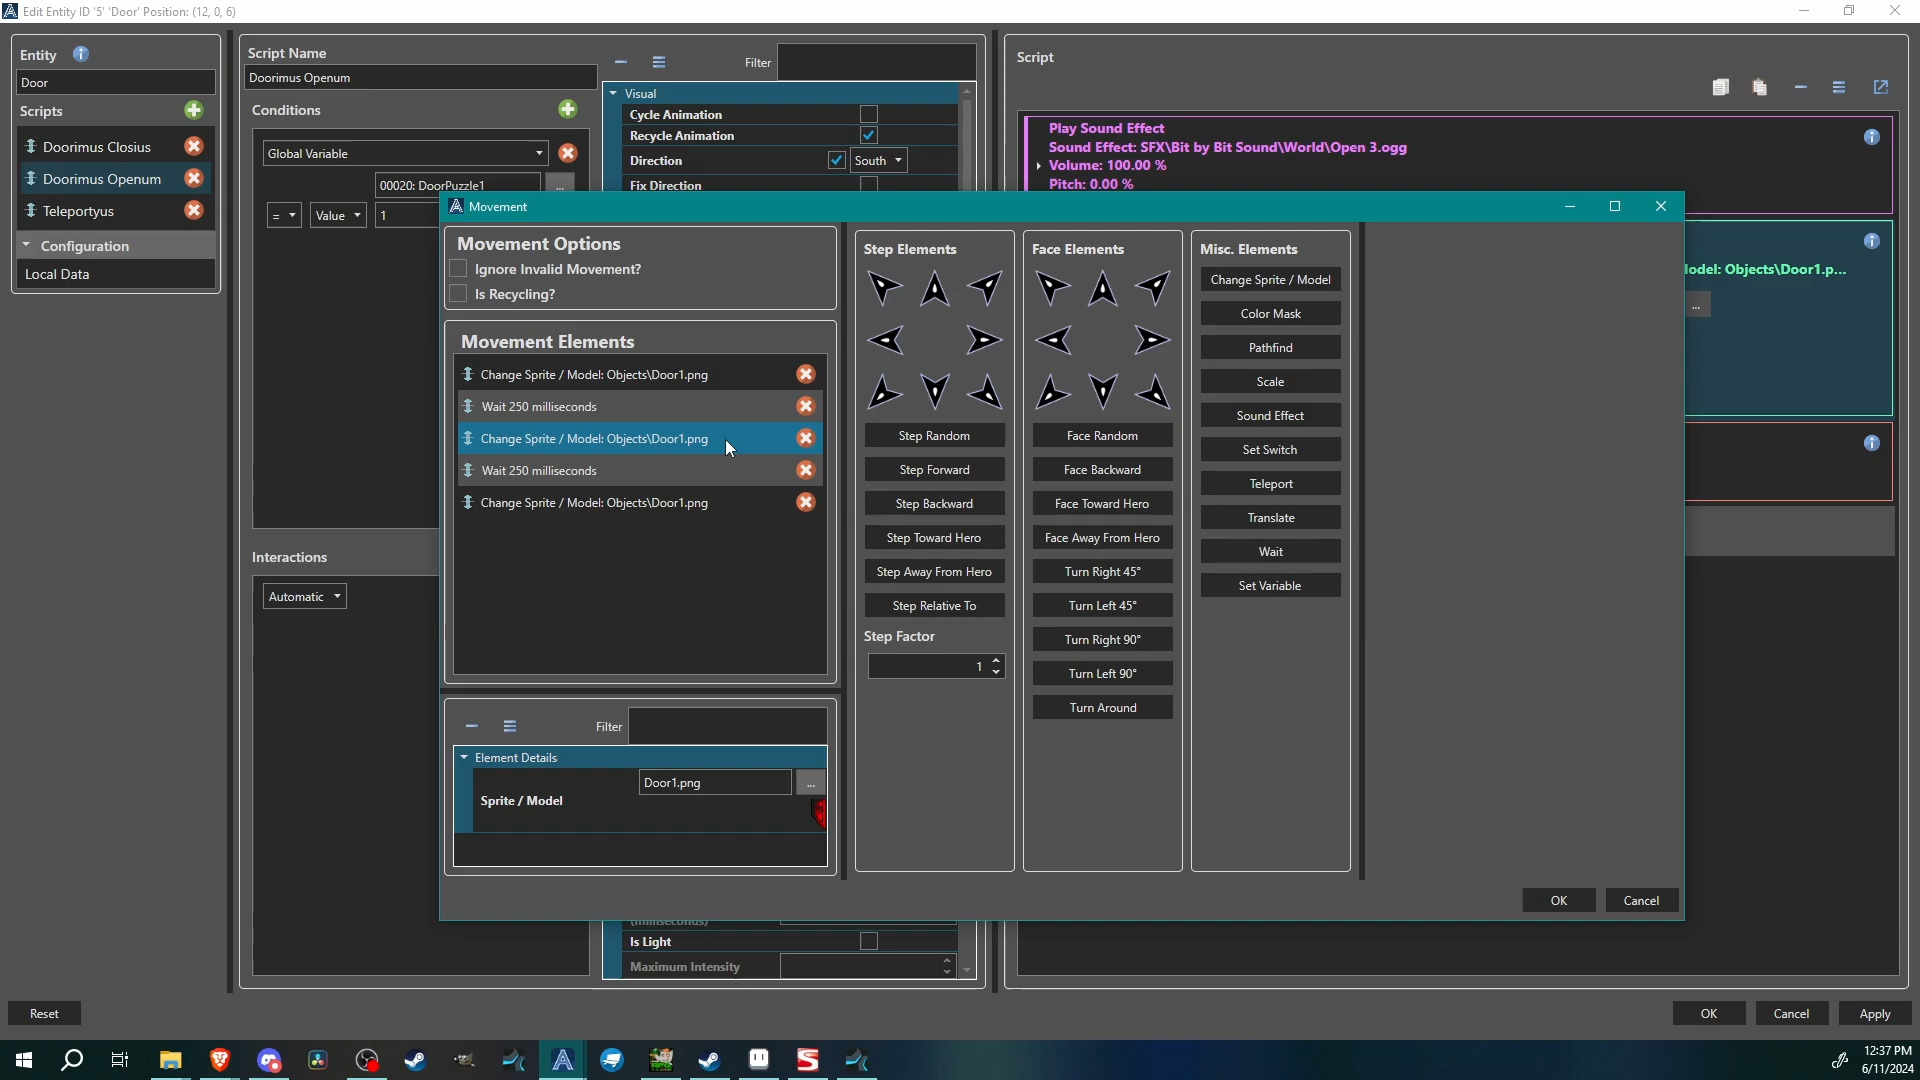 Edit Entity ID '5' 'Door' Position: (12, 0, 6)
Entity
Door
Scripts
Doorimus Closius
Doorimus Openum
Teleportyus
Configuration
Local Data
Script Name
Doorimus Openum
Conditions
Global Variable
00020: DoorPuzzle1
...
=
Value
1
Interactions
Automatic
Filter
Visual
Cycle Animation
Recycle Animation
Direction
South
Fix Direction
Is Light
Maximum Intensity
Script
Play Sound Effect
Sound Effect: SFX\Bit by Bit Sound\World\Open 3.ogg
Volume: 100.00 %
Pitch: 0.00 %
Model: Objects\Door1.p...
...
Movement
Movement Options
Ignore Invalid Movement?
Is Recycling?
Movement Elements
Change Sprite / Model: Objects\Door1.png
Wait 250 milliseconds
Change Sprite / Model: Objects\Door1.png
Wait 250 milliseconds
Change Sprite / Model: Objects\Door1.png
Filter
Element Details
Sprite / Model
Door1.png
...
Step Elements
Step Random
Step Forward
Step Backward
Step Toward Hero
Step Away From Hero
Step Relative To
Step Factor
1
Face Elements
Face Random
Face Backward
Face Toward Hero
Face Away From Hero
Turn Right 45°
Turn Left 45°
Turn Right 90°
Turn Left 90°
Turn Around
Misc. Elements
Change Sprite / Model
Color Mask
Pathfind
Scale
Sound Effect
Set Switch
Teleport
Translate
Wait
Set Variable
OK
Cancel
Reset
OK
Cancel
Apply
12:37 PM
6/11/2024